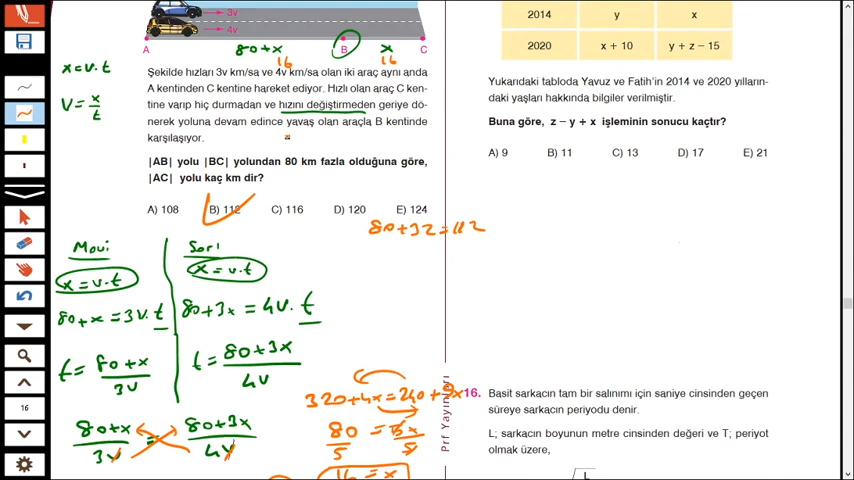 3v
4v
A
B
C
80+x
x
16
16
x=v.t
V=x/t
Şekilde hızları 3v km/sa ve 4v km/sa olan iki araç aynı anda
A kentinden C kentine hareket ediyor. Hızlı olan araç C ken-
tine varıp hiç durmadan ve hızını değiştirmeden geriye dö-
nerek yoluna devam edince yavaş olan araçla B kentinde
karşılaşıyor.
|AB| yolu |BC| yolundan 80 km fazla olduğuna göre,
|AC| yolu kaç km dir?
A) 108
B) 112
C) 116
D) 120
E) 124
80+32=112
Mavi
x=v.t
80+x=3v.t
t=80+x/3v
Sarı
x=v.t
80+3x=4v.t
t=80+3x/4v
80+x/3v=80+3x/4v
320+4x=240+9x
80/5=5x/5
16=x
2014 y x
2020 x + 10 y + z – 15
Yukarıdaki tabloda Yavuz ve Fatih'in 2014 ve 2020 yılların-
daki yaşları hakkında bilgiler verilmiştir.
Buna göre, z – y + x işleminin sonucu kaçtır?
A) 9
B) 11
C) 13
D) 17
E) 21
Prf Yayınları
16. Basit sarkacın tam bir salınımı için saniye cinsinden geçen
süreye sarkacın periyodu denir.
L; sarkacın boyunun metre cinsinden değeri ve T; periyot
olmak üzere,
L
16